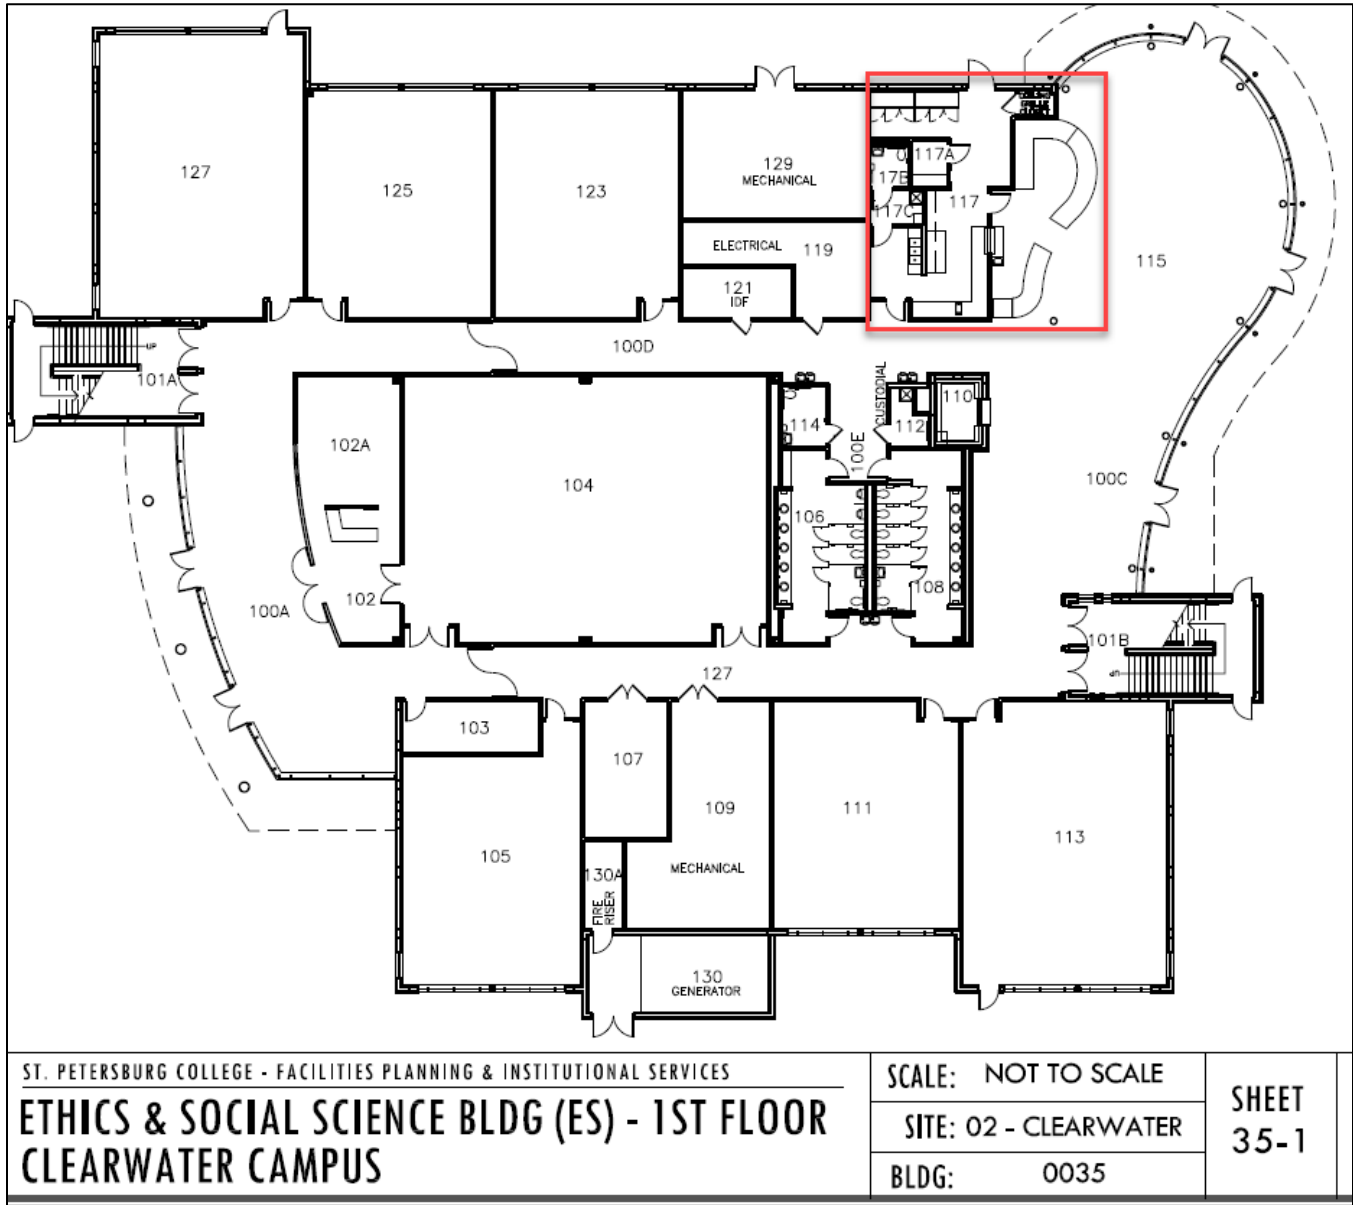 127
125
123
129
MECHANICAL
117A
17B
117
117C
ELECTRICAL
119
115
121
IDF
100D
UP
101A
CUSTODIAL
110
102A
114
112
100E
104
100C
106
108
102
100A
101B
UP
127
103
107
109
111
113
105
MECHANICAL
130A
FIRE
RISER
130
GENERATOR
ST. PETERSBURG COLLEGE - FACILITIES PLANNING & INSTITUTIONAL SERVICES
ETHICS & SOCIAL SCIENCE BLDG (ES) - 1ST FLOOR
CLEARWATER CAMPUS
SCALE: NOT TO SCALE
SITE: 02 - CLEARWATER
BLDG: 0035
SHEET
35-1